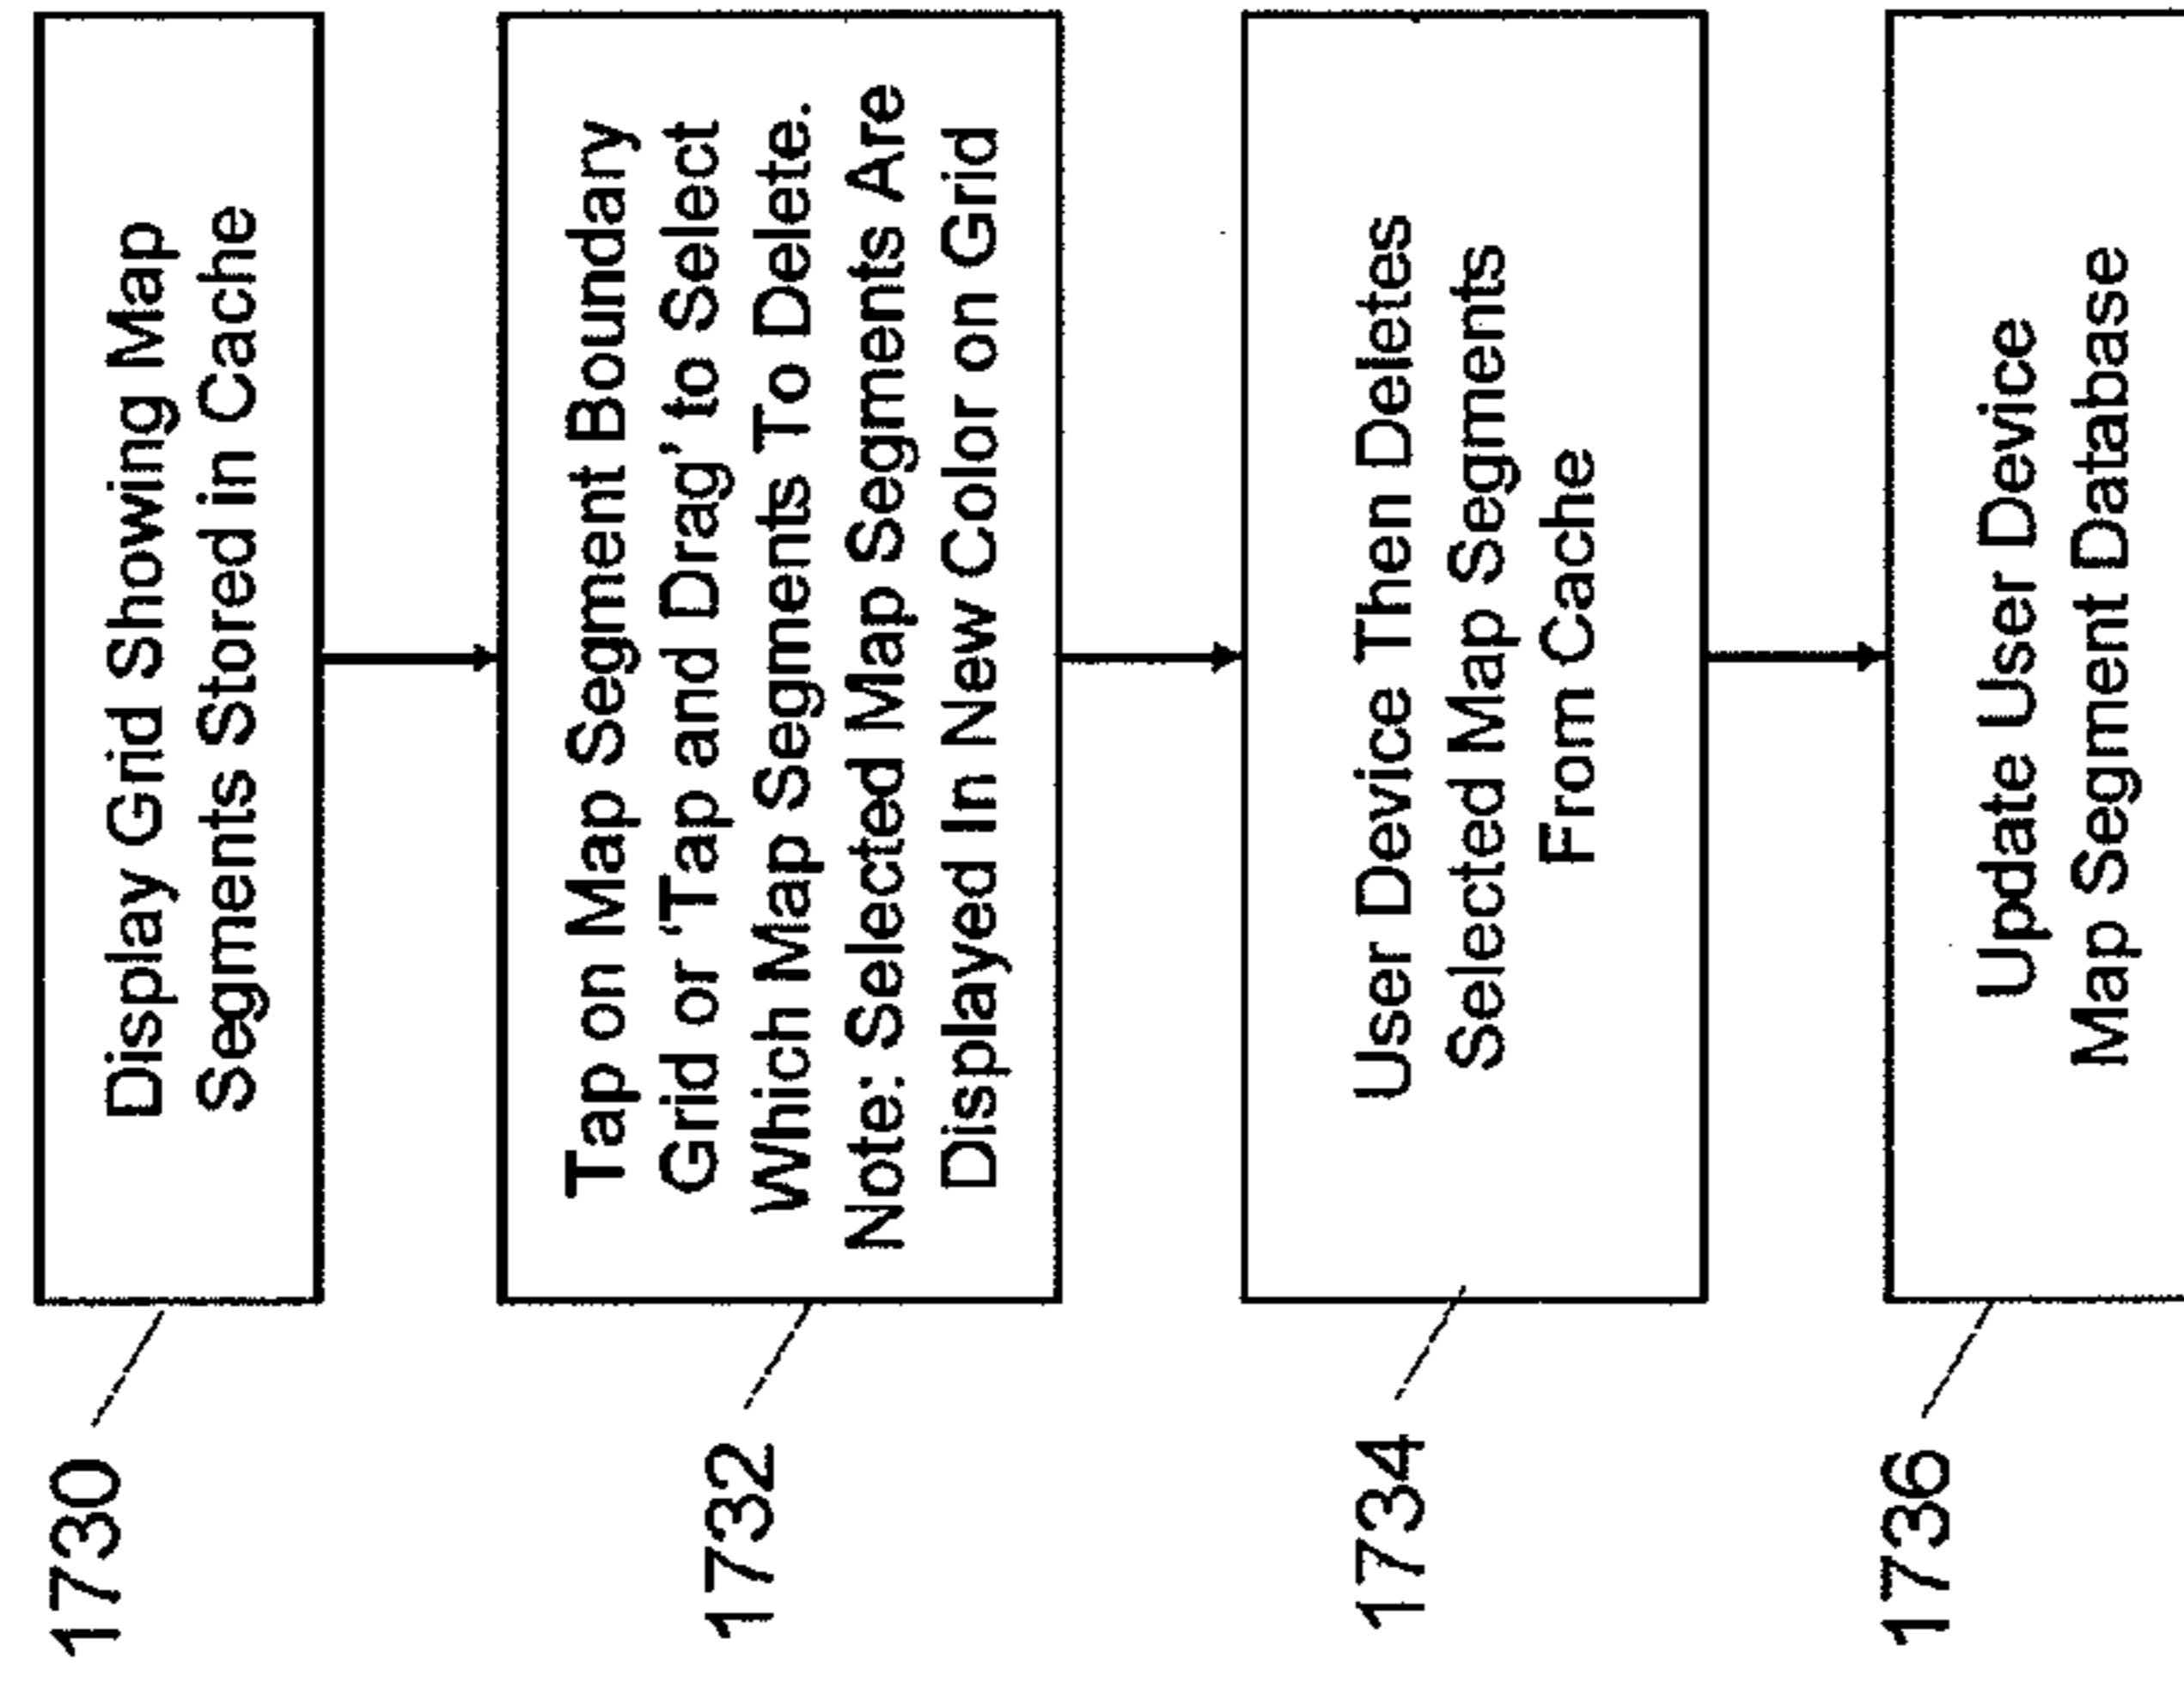 1730
Display Grid Showing Map
Segments Stored in Cache
1732
Tap on Map Segment Boundary
Grid or 'Tap and Drag' to Select
Which Map Segments To Delete.
Note: Selected Map Segments Are
Displayed In New Color on Grid
1734
User Device Then Deletes
Selected Map Segments
From Cache
1736
Update User Device
Map Segment Database